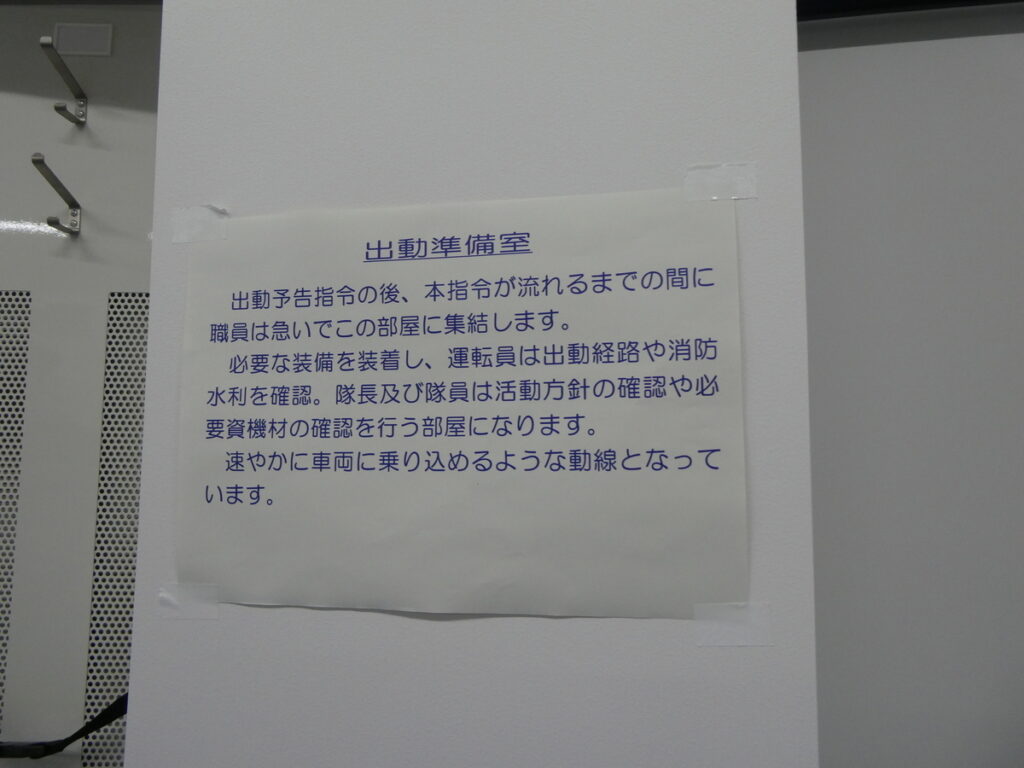 出動準備室
出動予告指令の後、本指令が流れるまでの間に
職員は急いでこの部屋に集結します。
必要な装備を装着し、運転員は出動経路や消防
水利を確認。隊長及び隊員は活動方針の確認や必
要資機材の確認を行う部屋になります。
速やかに車両に乗り込めるような動線となって
います。